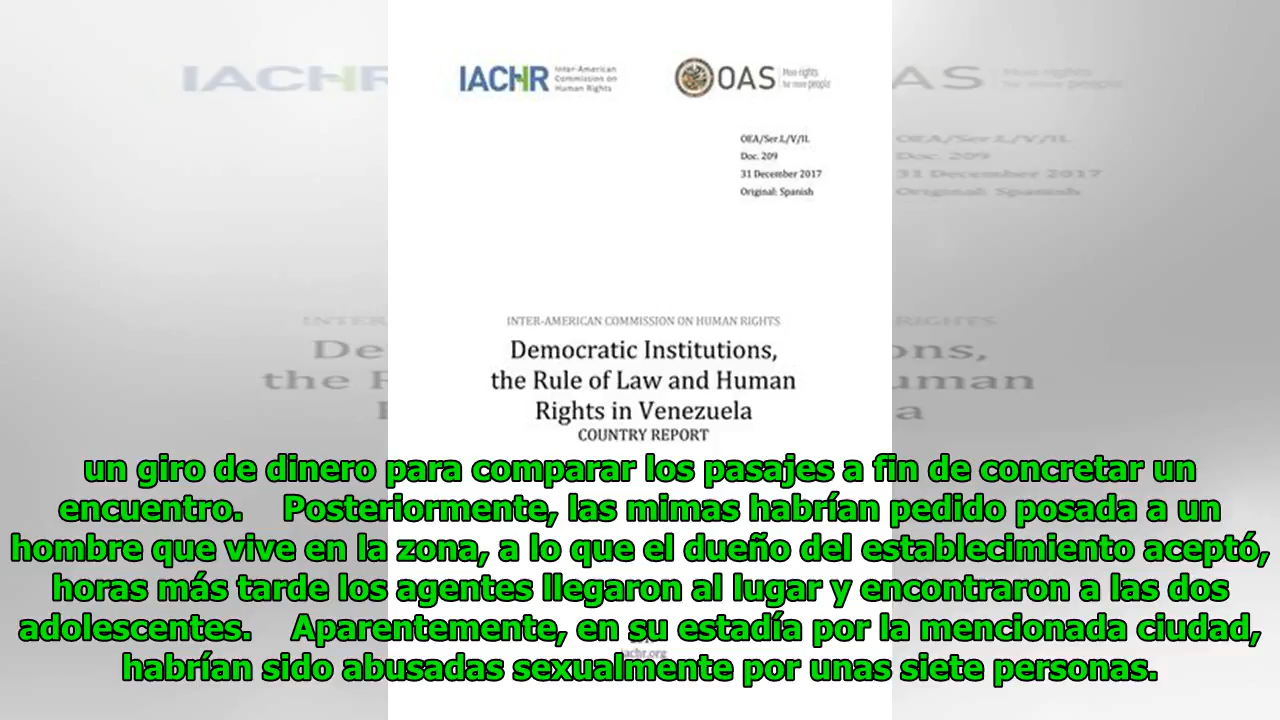 IACHR Inter-American Commission on Human Rights
OAS More rights for more people
OEA/Ser.L/V/II.
Doc. 209
31 December 2017
Original: Spanish
INTER-AMERICAN COMMISSION ON HUMAN RIGHTS
Democratic Institutions,
the Rule of Law and Human
Rights in Venezuela
COUNTRY REPORT
un giro de dinero para comparar los pasajes a fin de concretar un
encuentro. Posteriormente, las mimas habrían pedido posada a un
hombre que vive en la zona, a lo que el dueño del establecimiento aceptó,
horas más tarde los agentes llegaron al lugar y encontraron a las dos
adolescentes. Aparentemente, en su estadía por la mencionada ciudad,
iachr.org
habrían sido abusadas sexualmente por unas siete personas.